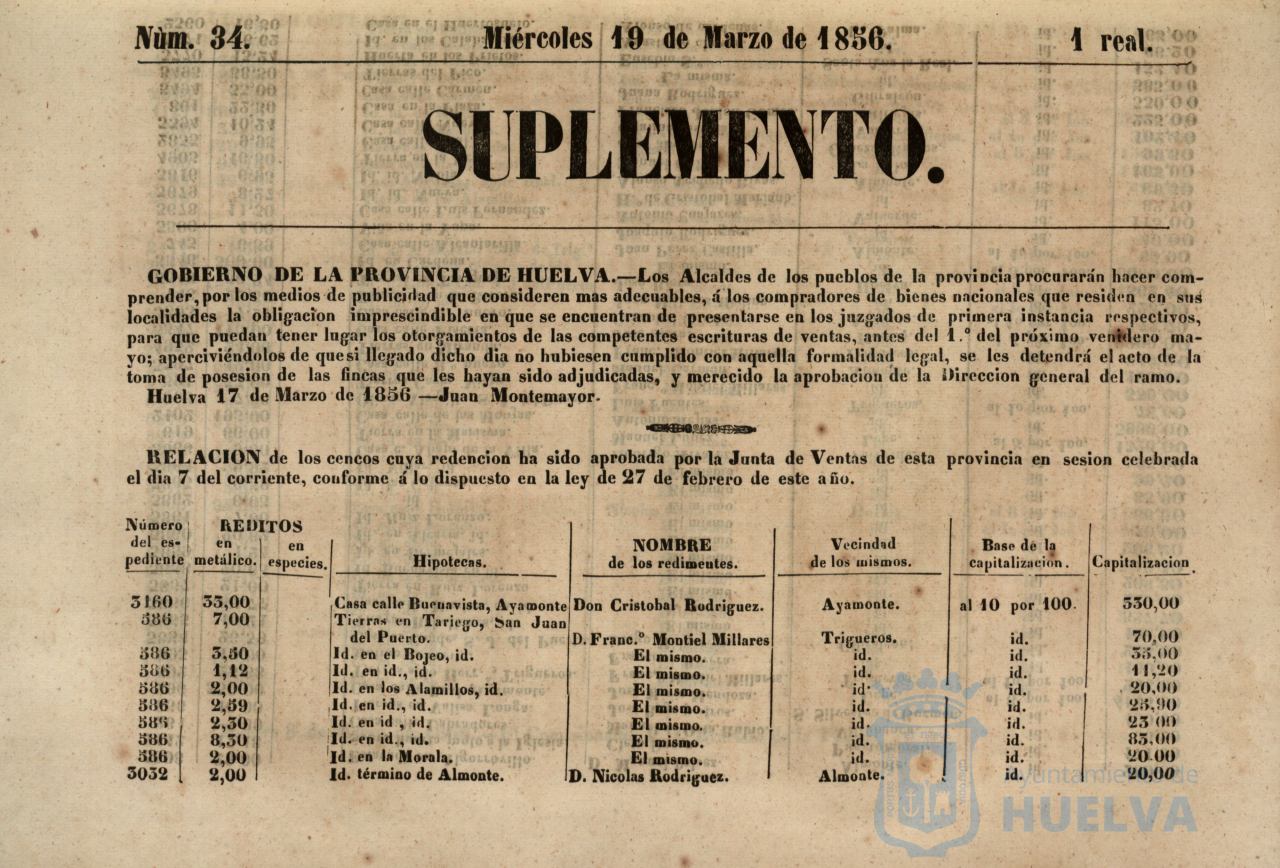 Nùm. 34. Miércoles 19 de Marzo de 1856. 1 real.
SUPLEMENTO.
GOBIERNO DE LA PROVINCIA DE HUELVA.—Los Alcaldes de los pueblos de la provincia procurarán hacer com-
prender, por los medios de publicidad que consideren mas adecuables, á los compradores de bienes nacionales que residen en sus
localidades la obligacion imprescindible en que se encuentran de presentarse en los juzgados de primera instancia respectivos,
para que puedan tener lugar los otorgamientos de las competentes escrituras de ventas, antes del 1.º del próximo venidero ma-
yo; aperciviéndolos de quesi llegado dicho dia no hubiesen cumplido con aquella formalidad legal, se les detendrá el acto de la
toma de posesion de las fincas que les hayan sido adjudicadas, y merecido la aprobacion de la Direccion general del ramo.
Huelva 17 de Marzo de 1856 —Juan Montemayor.
RELACION de los cencos cuya redencion ha sido aprobada por la Junta de Ventas de esta provincia en sesion celebrada
el dia 7 del corriente, conforme á lo dispuesto en la ley de 27 de febrero de este año.
Número del es- pediente REDITOS en metálico. en especies. Hipotecas. NOMBRE de los redimentes. Vecindad de los mismos. Base de la capitalizacion. Capitalizacion.
3160 33,00 Casa calle Buenavista, Ayamonte Don Cristobal Rodriguez. Ayamonte. al 10 por 100. 330,00
586 7,00 Tierras en Tariego, San Juan
del Puerto. D. Franc.º Montiel Millares Trigueros. id. 70,00
586 3,50 Id. en el Bojeo, id. El mismo. id. id. 35,00
586 1,12 Id. en id., id. El mismo. id. id. 11,20
586 2,00 Id. en los Alamillos, id. El mismo. id. id. 20,00
586 2,59 Id. en id., id. El mismo. id. id. 25,90
586 2,30 Id. en id , id. El mismo. id. id. 23 00
586 8,30 Id. en id., id. El mismo. id. id. 83,00
586 2,00 Id. en la Morala. El mismo. id. id. 20 00
3032 2,00 Id. término de Almonte. D. Nicolas Rodriguez. Almonte. id. 20,00
Ayuntamiento de
HUELVA